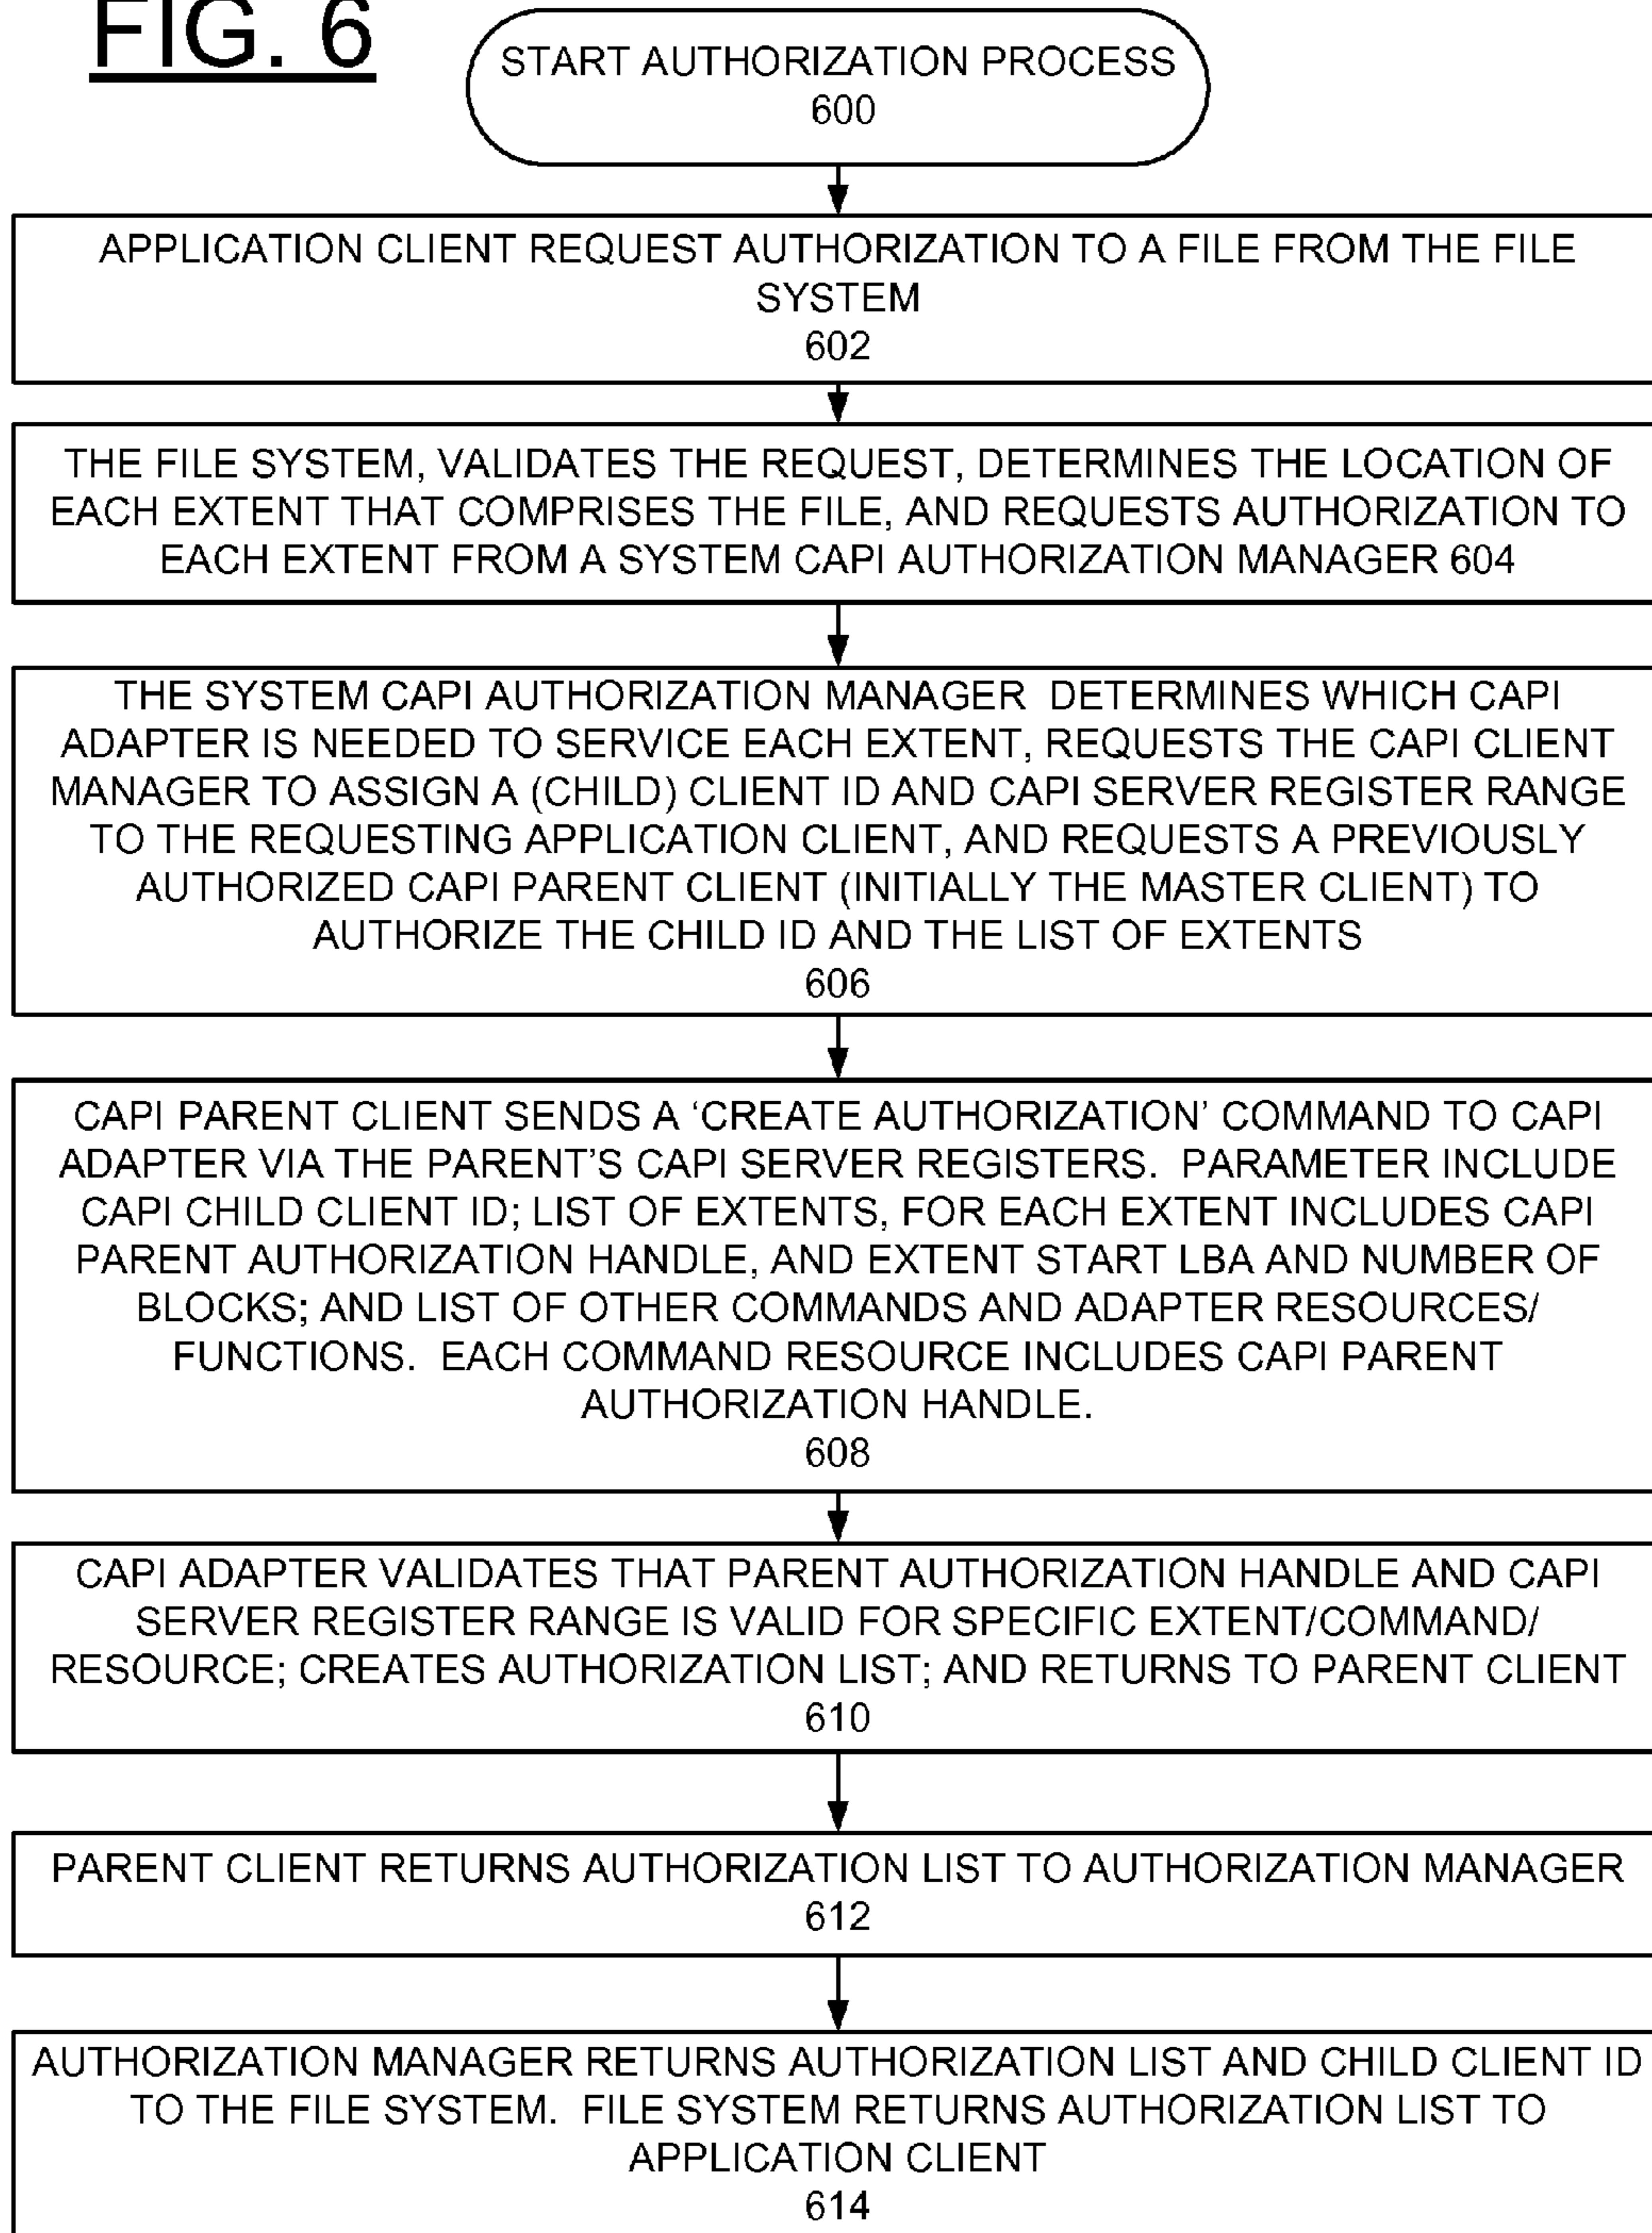 FIG. 6
START AUTHORIZATION PROCESS
600
APPLICATION CLIENT REQUEST AUTHORIZATION TO A FILE FROM THE FILE
SYSTEM
602
THE FILE SYSTEM, VALIDATES THE REQUEST, DETERMINES THE LOCATION OF
EACH EXTENT THAT COMPRISES THE FILE, AND REQUESTS AUTHORIZATION TO
EACH EXTENT FROM A SYSTEM CAPI AUTHORIZATION MANAGER 604
THE SYSTEM CAPI AUTHORIZATION MANAGER DETERMINES WHICH CAPI
ADAPTER IS NEEDED TO SERVICE EACH EXTENT, REQUESTS THE CAPI CLIENT
MANAGER TO ASSIGN A (CHILD) CLIENT ID AND CAPI SERVER REGISTER RANGE
TO THE REQUESTING APPLICATION CLIENT, AND REQUESTS A PREVIOUSLY
AUTHORIZED CAPI PARENT CLIENT (INITIALLY THE MASTER CLIENT) TO
AUTHORIZE THE CHILD ID AND THE LIST OF EXTENTS
606
CAPI PARENT CLIENT SENDS A ‘CREATE AUTHORIZATION’ COMMAND TO CAPI
ADAPTER VIA THE PARENT’S CAPI SERVER REGISTERS. PARAMETER INCLUDE
CAPI CHILD CLIENT ID; LIST OF EXTENTS, FOR EACH EXTENT INCLUDES CAPI
PARENT AUTHORIZATION HANDLE, AND EXTENT START LBA AND NUMBER OF
BLOCKS; AND LIST OF OTHER COMMANDS AND ADAPTER RESOURCES/
FUNCTIONS. EACH COMMAND RESOURCE INCLUDES CAPI PARENT
AUTHORIZATION HANDLE.
608
CAPI ADAPTER VALIDATES THAT PARENT AUTHORIZATION HANDLE AND CAPI
SERVER REGISTER RANGE IS VALID FOR SPECIFIC EXTENT/COMMAND/
RESOURCE; CREATES AUTHORIZATION LIST; AND RETURNS TO PARENT CLIENT
610
PARENT CLIENT RETURNS AUTHORIZATION LIST TO AUTHORIZATION MANAGER
612
AUTHORIZATION MANAGER RETURNS AUTHORIZATION LIST AND CHILD CLIENT ID
TO THE FILE SYSTEM. FILE SYSTEM RETURNS AUTHORIZATION LIST TO
APPLICATION CLIENT
614